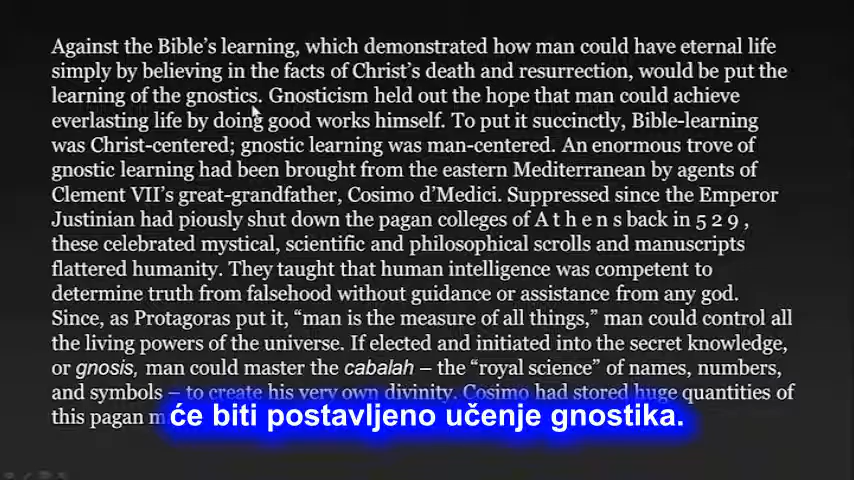 Against the Bible's learning, which demonstrated how man could have eternal life
simply by believing in the facts of Christ's death and resurrection, would be put the
learning of the gnostics. Gnosticism held out the hope that man could achieve
everlasting life by doing good works himself. To put it succinctly, Bible-learning
was Christ-centered; gnostic learning was man-centered. An enormous trove of
gnostic learning had been brought from the eastern Mediterranean by agents of
Clement VII's great-grandfather, Cosimo d'Medici. Suppressed since the Emperor
Justinian had piously shut down the pagan colleges of A t h e n s back in 5 2 9 ,
these celebrated mystical, scientific and philosophical scrolls and manuscripts
flattered humanity. They taught that human intelligence was competent to
determine truth from falsehood without guidance or assistance from any god.
Since, as Protagoras put it, “man is the measure of all things,” man could control all
the living powers of the universe. If elected and initiated into the secret knowledge,
or gnosis, man could master the cabalah – the “royal science” of names, numbers,
and symbols – to create his very own divinity. Cosimo had stored huge quantities of
this pagan
će biti postavljeno učenje gnostika.